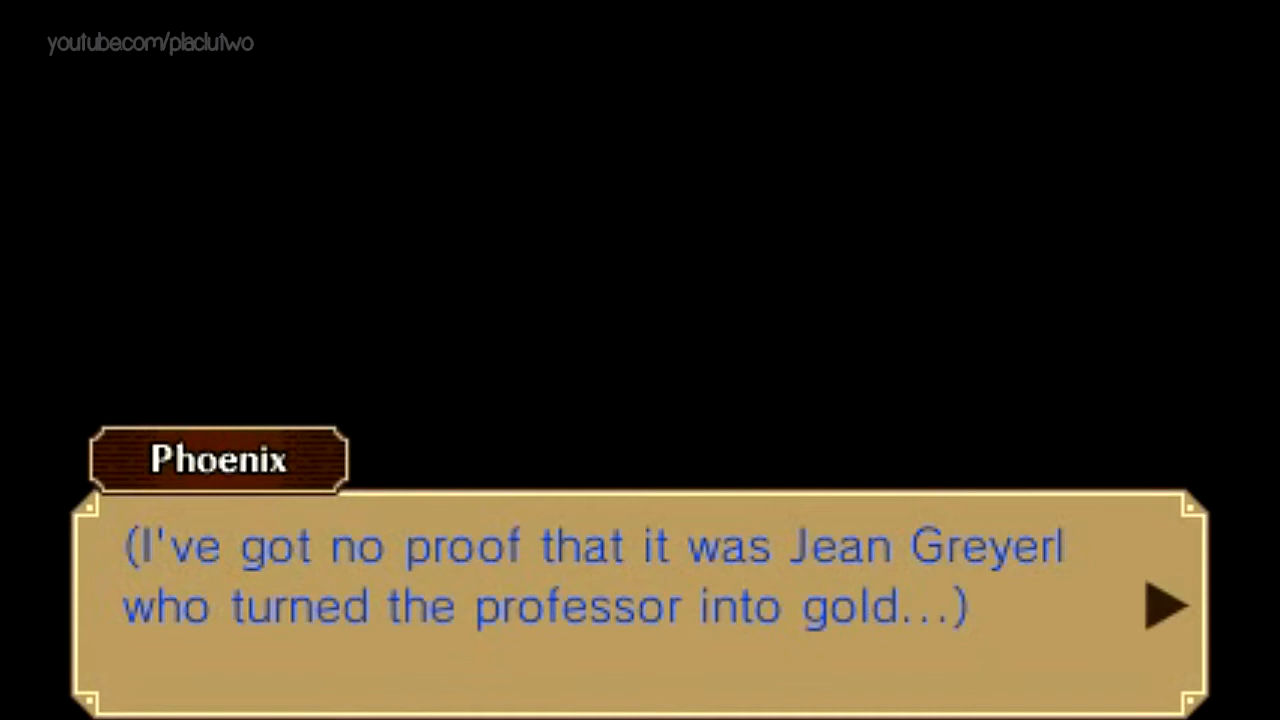 youtube.com/placlutwo
Phoenix
(I've got no proof that it was Jean Greyerl
who turned the professor into gold...)